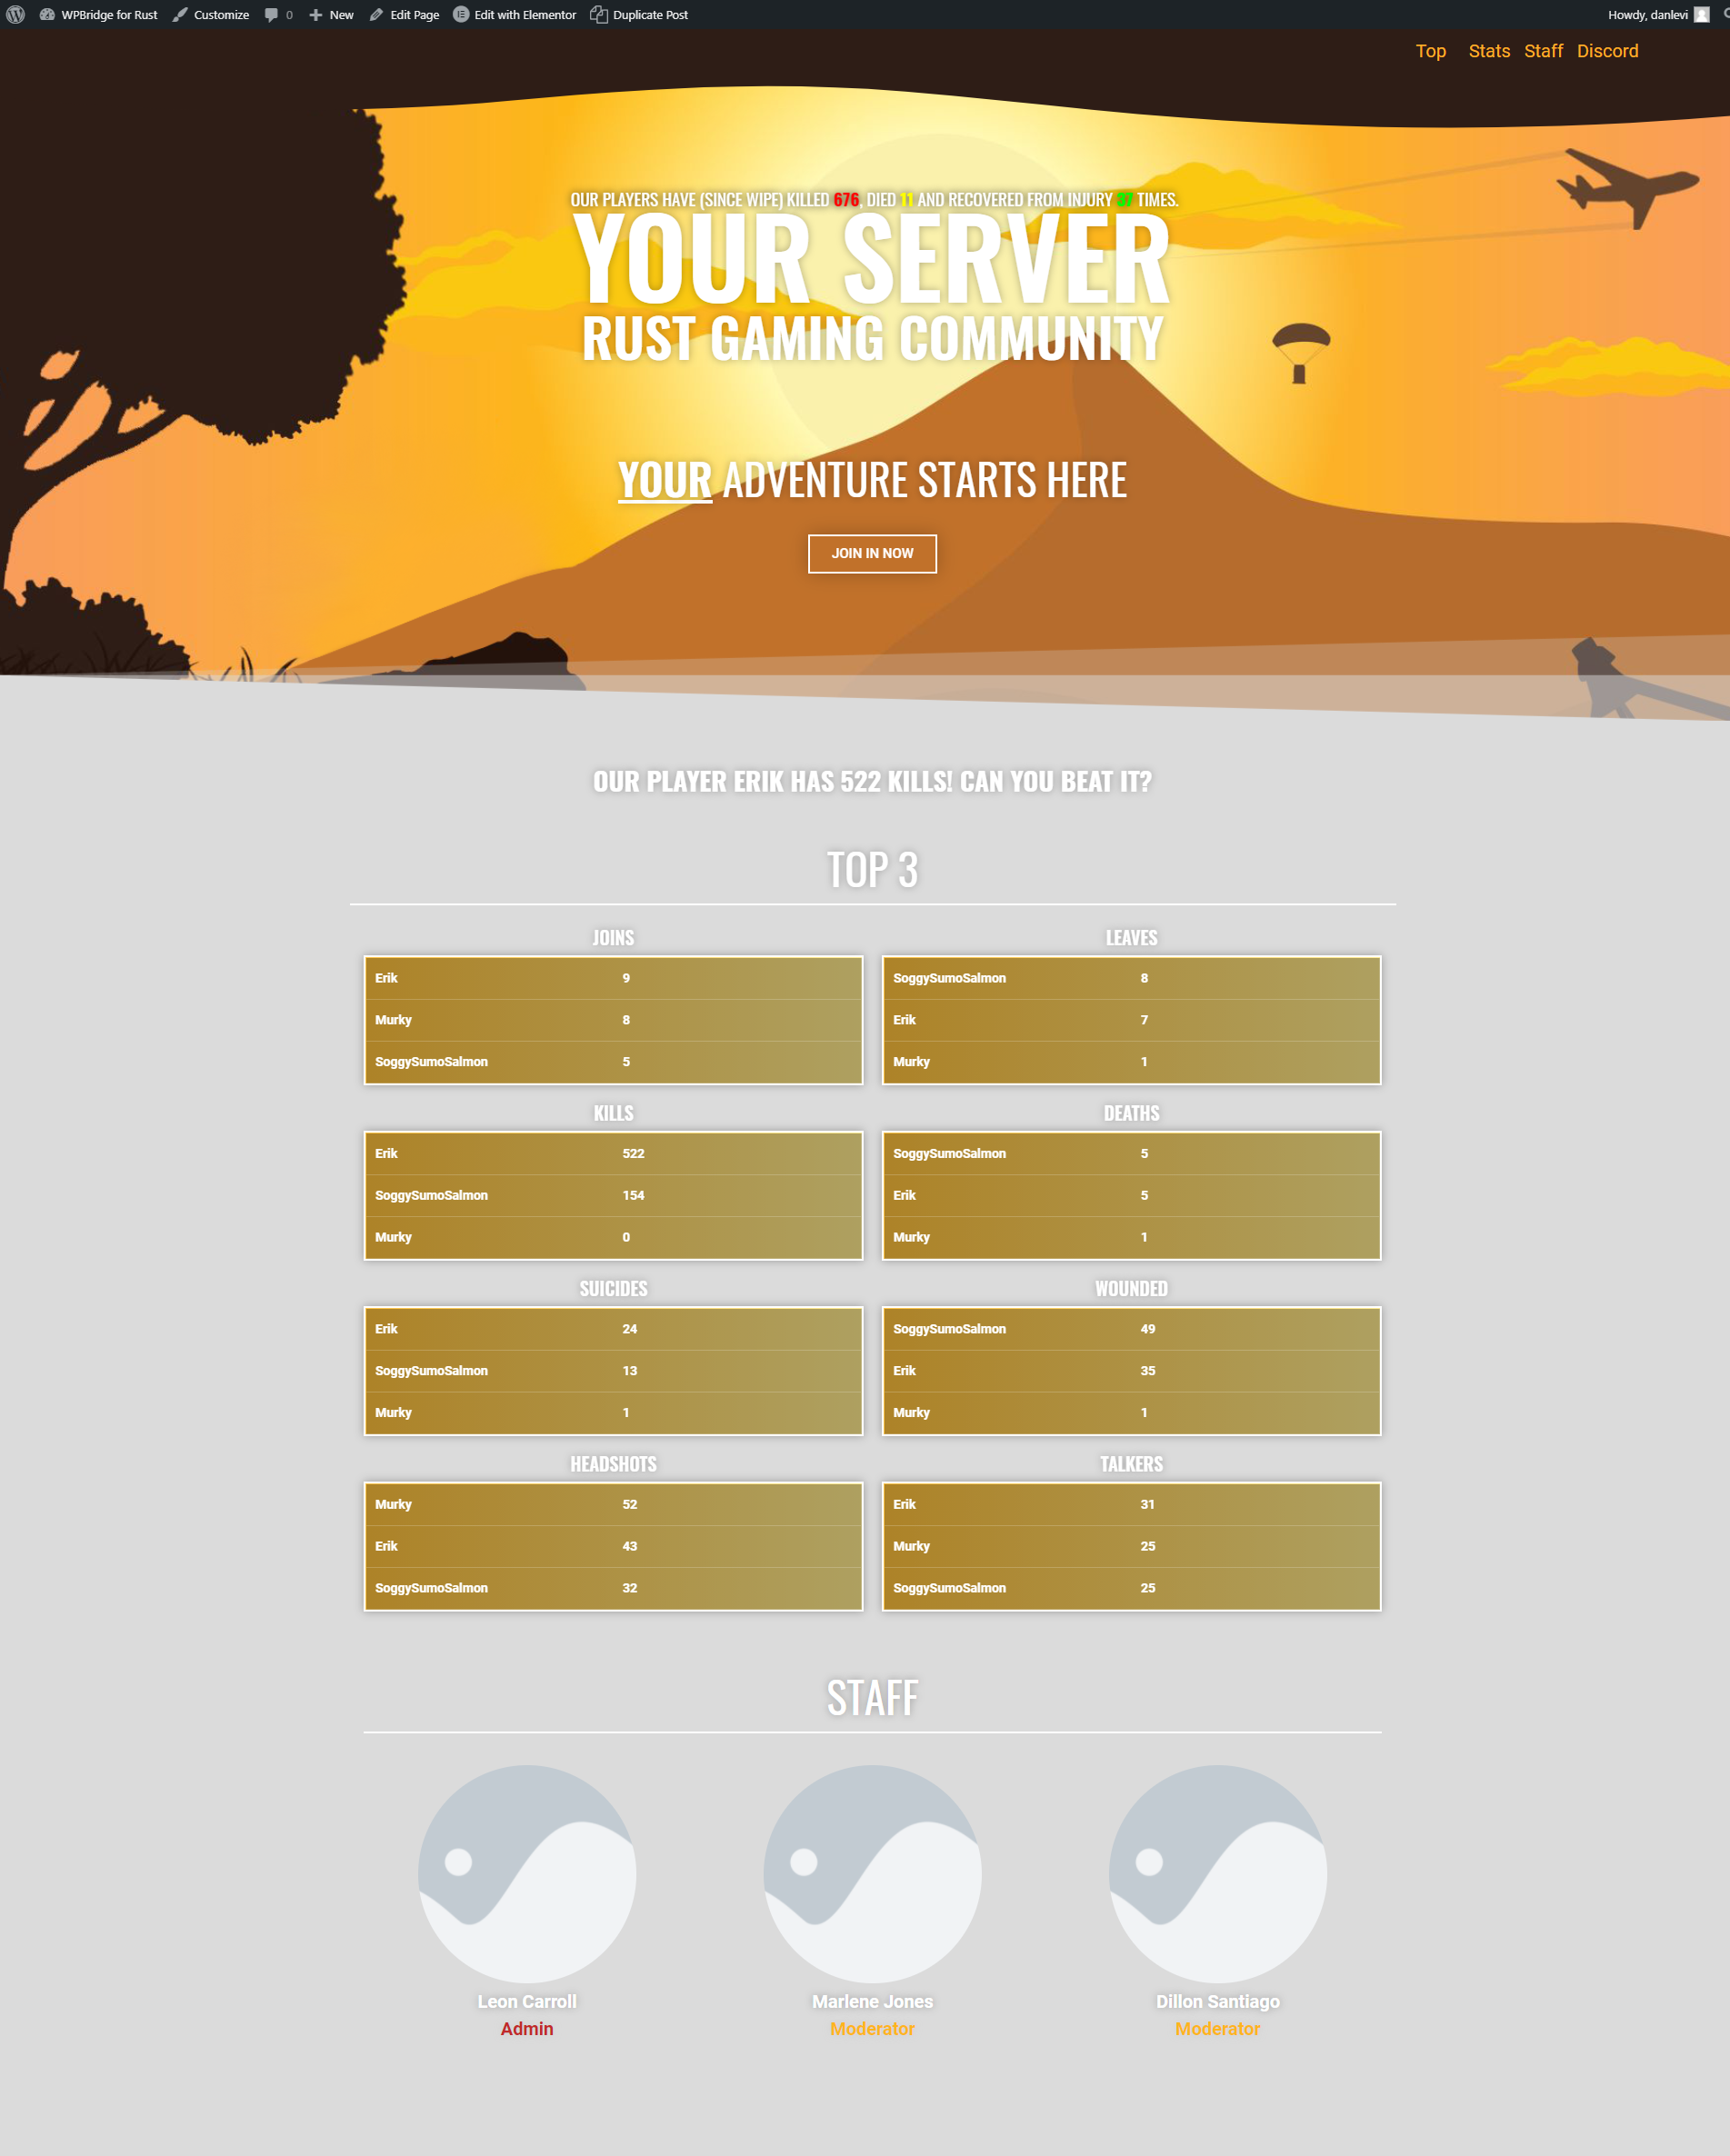 WPBridge for Rust Customize 0 New Edit Page Edit with Elementor Duplicate Post Howdy, danlevi
Top Stats Staff Discord
OUR PLAYERS HAVE (SINCE WIPE) KILLED 676, DIED 11 AND RECOVERED FROM INJURY 37 TIMES.
YOUR SERVER
RUST GAMING COMMUNITY
YOUR ADVENTURE STARTS HERE
JOIN IN NOW
OUR PLAYER ERIK HAS 522 KILLS! CAN YOU BEAT IT?
TOP 3
JOINS
Erik 9
Murky 8
SoggySumoSalmon 5
LEAVES
SoggySumoSalmon 8
Erik 7
Murky 1
KILLS
Erik 522
SoggySumoSalmon 154
Murky 0
DEATHS
SoggySumoSalmon 5
Erik 5
Murky 1
SUICIDES
Erik 24
SoggySumoSalmon 13
Murky 1
WOUNDED
SoggySumoSalmon 49
Erik 35
Murky 1
HEADSHOTS
Murky 52
Erik 43
SoggySumoSalmon 32
TALKERS
Erik 31
Murky 25
SoggySumoSalmon 25
STAFF
Leon Carroll
Admin
Marlene Jones
Moderator
Dillon Santiago
Moderator